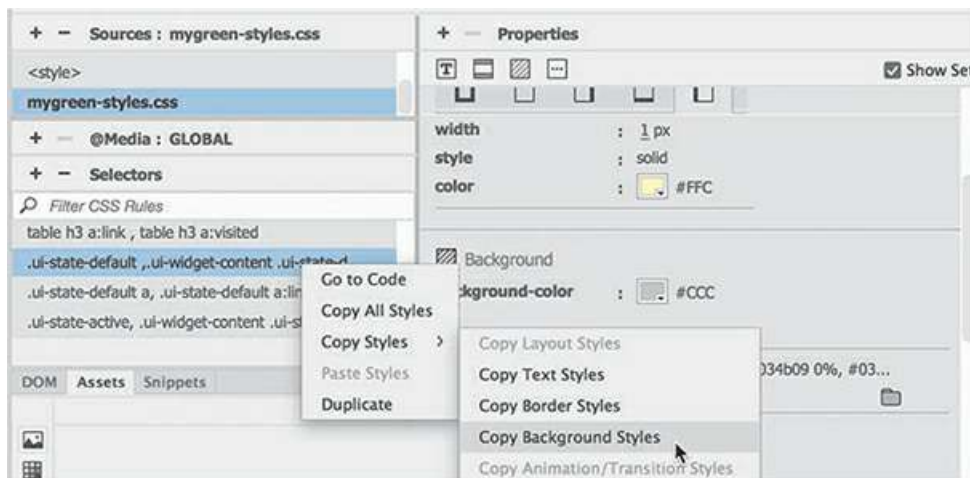 + - Sources : mygreen-styles.css
<style>
mygreen-styles.css
+ - @Media : GLOBAL
+ - Selectors
Filter CSS Rules
table h3 a:link , table h3 a:visited
.ui-state-default ,.ui-widget-content .ui-state-d
.ui-state-default a, .ui-state-default a:lin
.ui-state-active, .ui-widget-content .ui-st
DOM Assets Snippets
Go to Code
Copy All Styles
Copy Styles >
Paste Styles
Duplicate
Copy Layout Styles
Copy Text Styles
Copy Border Styles
Copy Background Styles
Copy Animation/Transition Styles
+ - Properties
T
Show Set
width : 1 px
style : solid
color : #FFC
Background
ckground-color : #CCC
034b09 0%, #03...